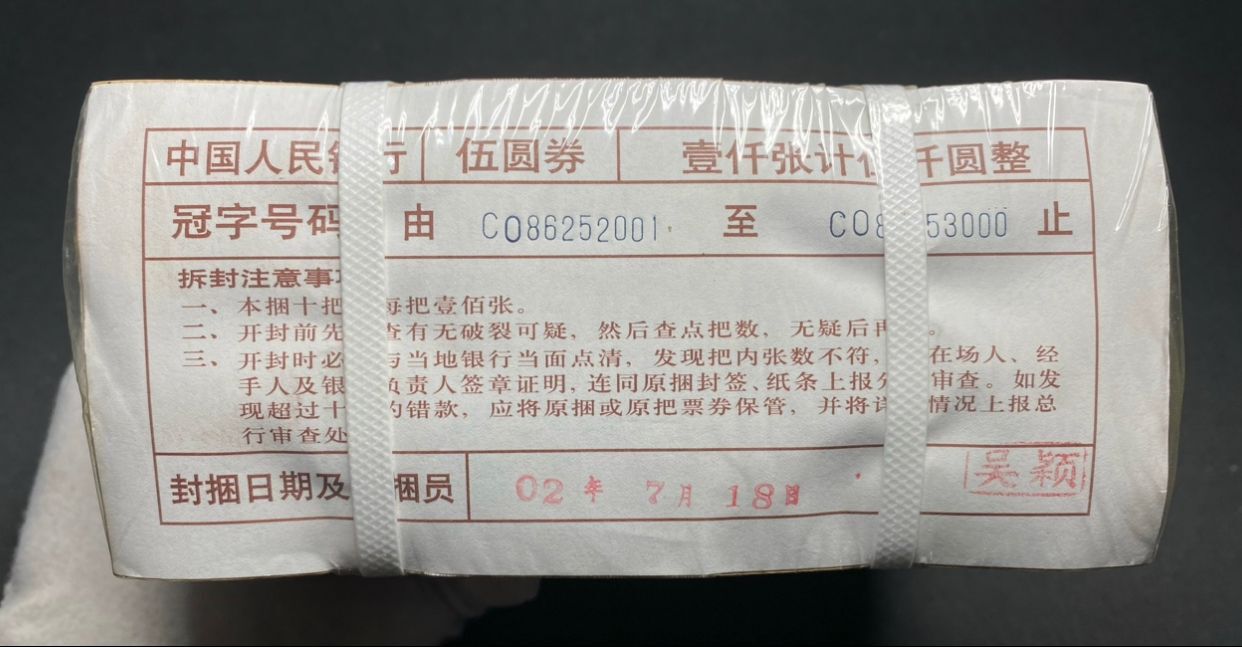 中国人民 行 伍圆券 壹仟张计 仟圆整
冠字号码 由 CO86252001 至 CO8 53000 止
拆封注意事
一、本捆十把 每把壹佰张。
二、开封前先 查有无破裂可疑，然后查点把数，无疑后再 。
三、开封时必 与当地银行当面点清，发现把内张数不符， 在场人、经
手人及银 负责人签章证明，连同原捆封签、纸条上报分 审查。如发
现超过十 的错款，应将原捆或原把票券保管，并将详 情况上报总
行审查处
封捆日期及 捆员 02年 7月 18日 吴颖